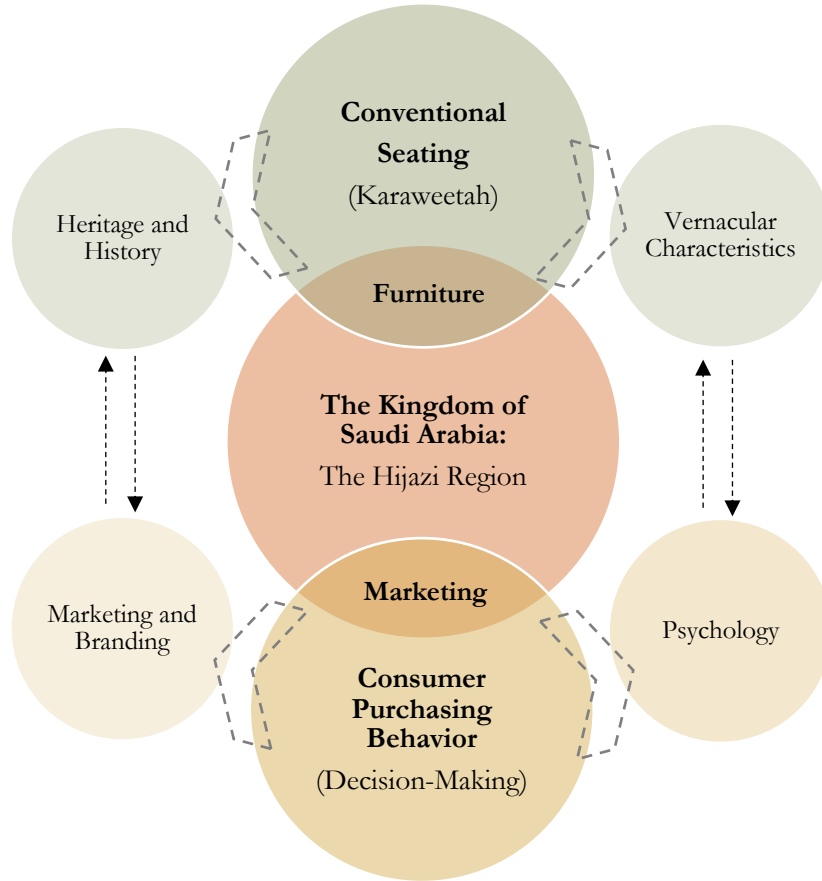 Conventional
Seating
(Karaweetah)
Heritage and
History
Vernacular
Characteristics
Furniture
The Kingdom of
Saudi Arabia:
The Hijazi Region
Marketing
Marketing and
Branding
Psychology
Consumer
Purchasing
Behavior
(Decision-Making)